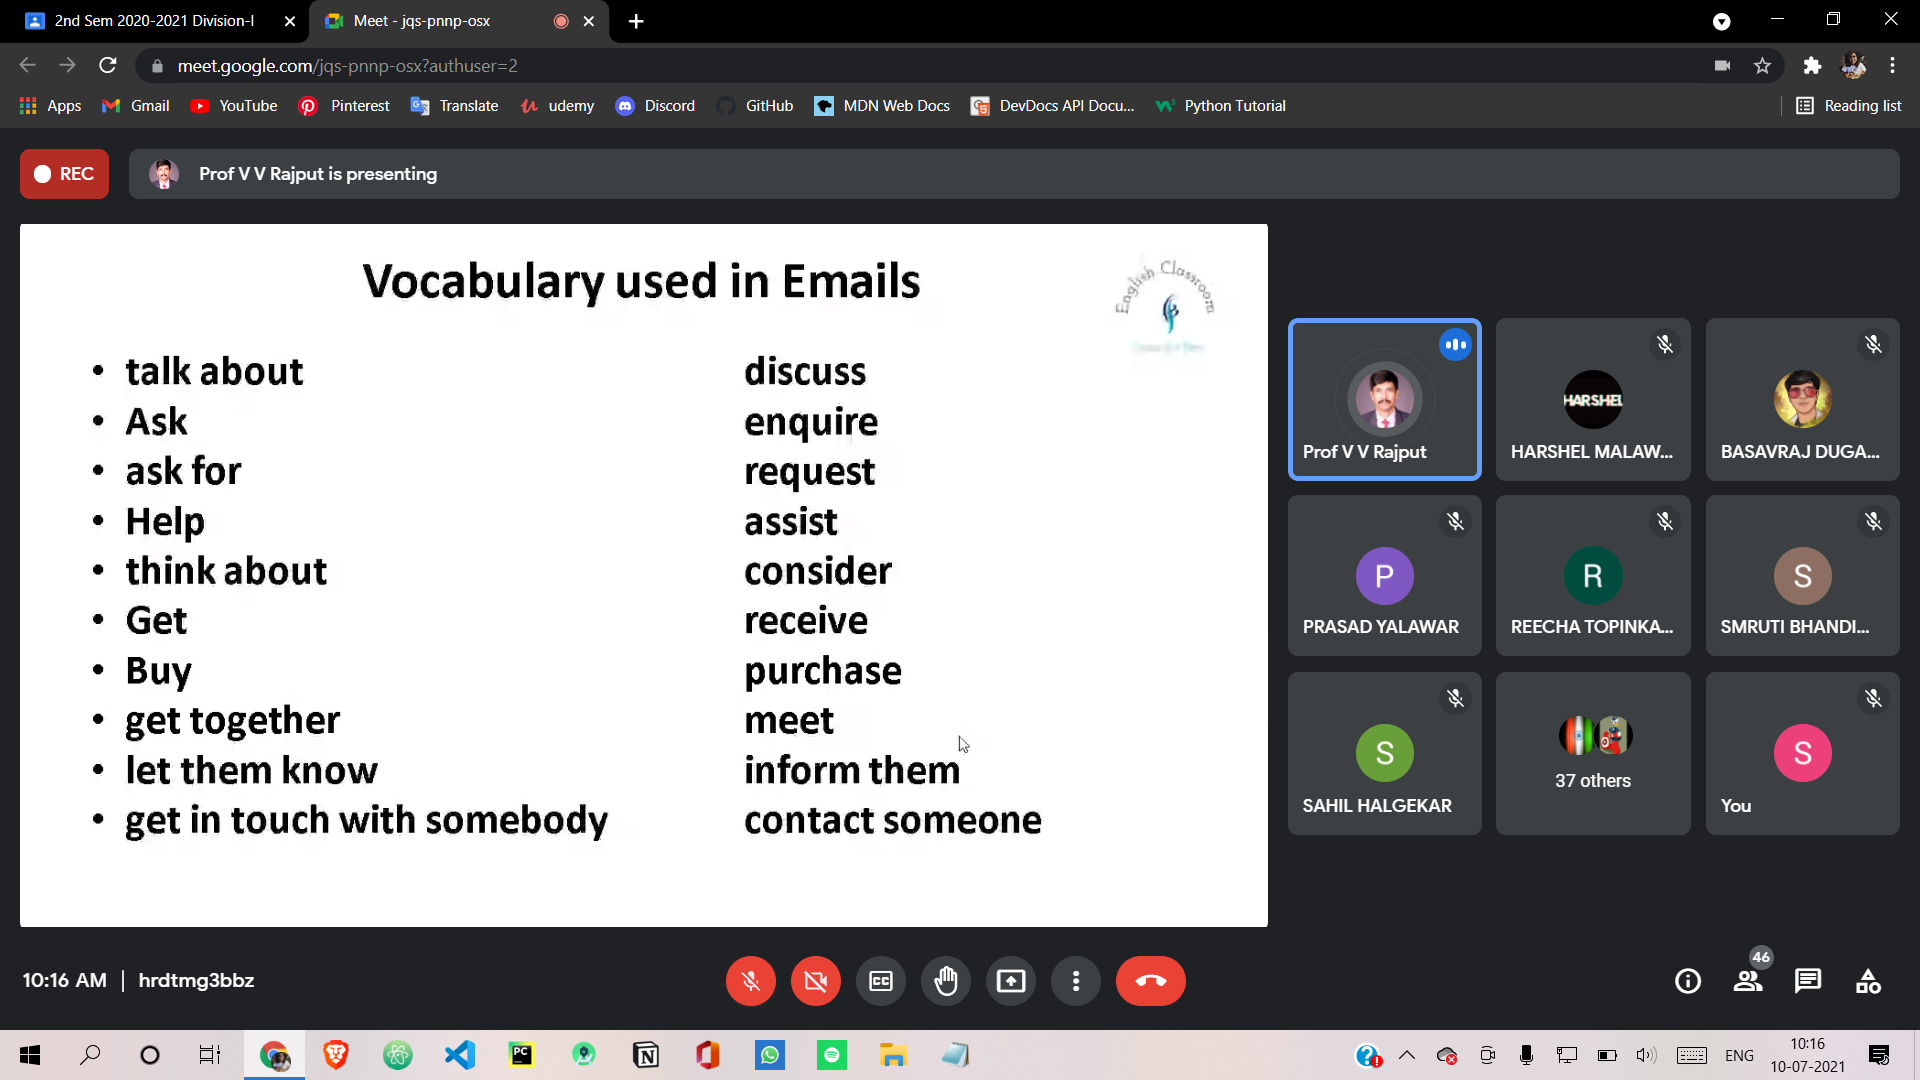 2nd Sem 2020-2021 Division-I
Meet - jqs-pnnp-osx
meet.google.com/jqs-pnnp-osx?authuser=2
Apps Gmail YouTube Pinterest Translate udemy Discord GitHub MDN Web Docs DevDocs API Docu... Python Tutorial Reading list
REC
Prof V V Rajput is presenting
Vocabulary used in Emails
English Classroom
• talk about discuss
• Ask enquire
• ask for request
• Help assist
• think about consider
• Get receive
• Buy purchase
• get together meet
• let them know inform them
• get in touch with somebody contact someone
Prof V V Rajput
HARSHEL
HARSHEL MALAW...
BASAVRAJ DUGA...
P
PRASAD YALAWAR
R
REECHA TOPINKA...
S
SMRUTI BHANDI...
S
SAHIL HALGEKAR
37 others
S
You
10:16 AM | hrdtmg3bbz
CC
46
PC
ENG
10:16
10-07-2021